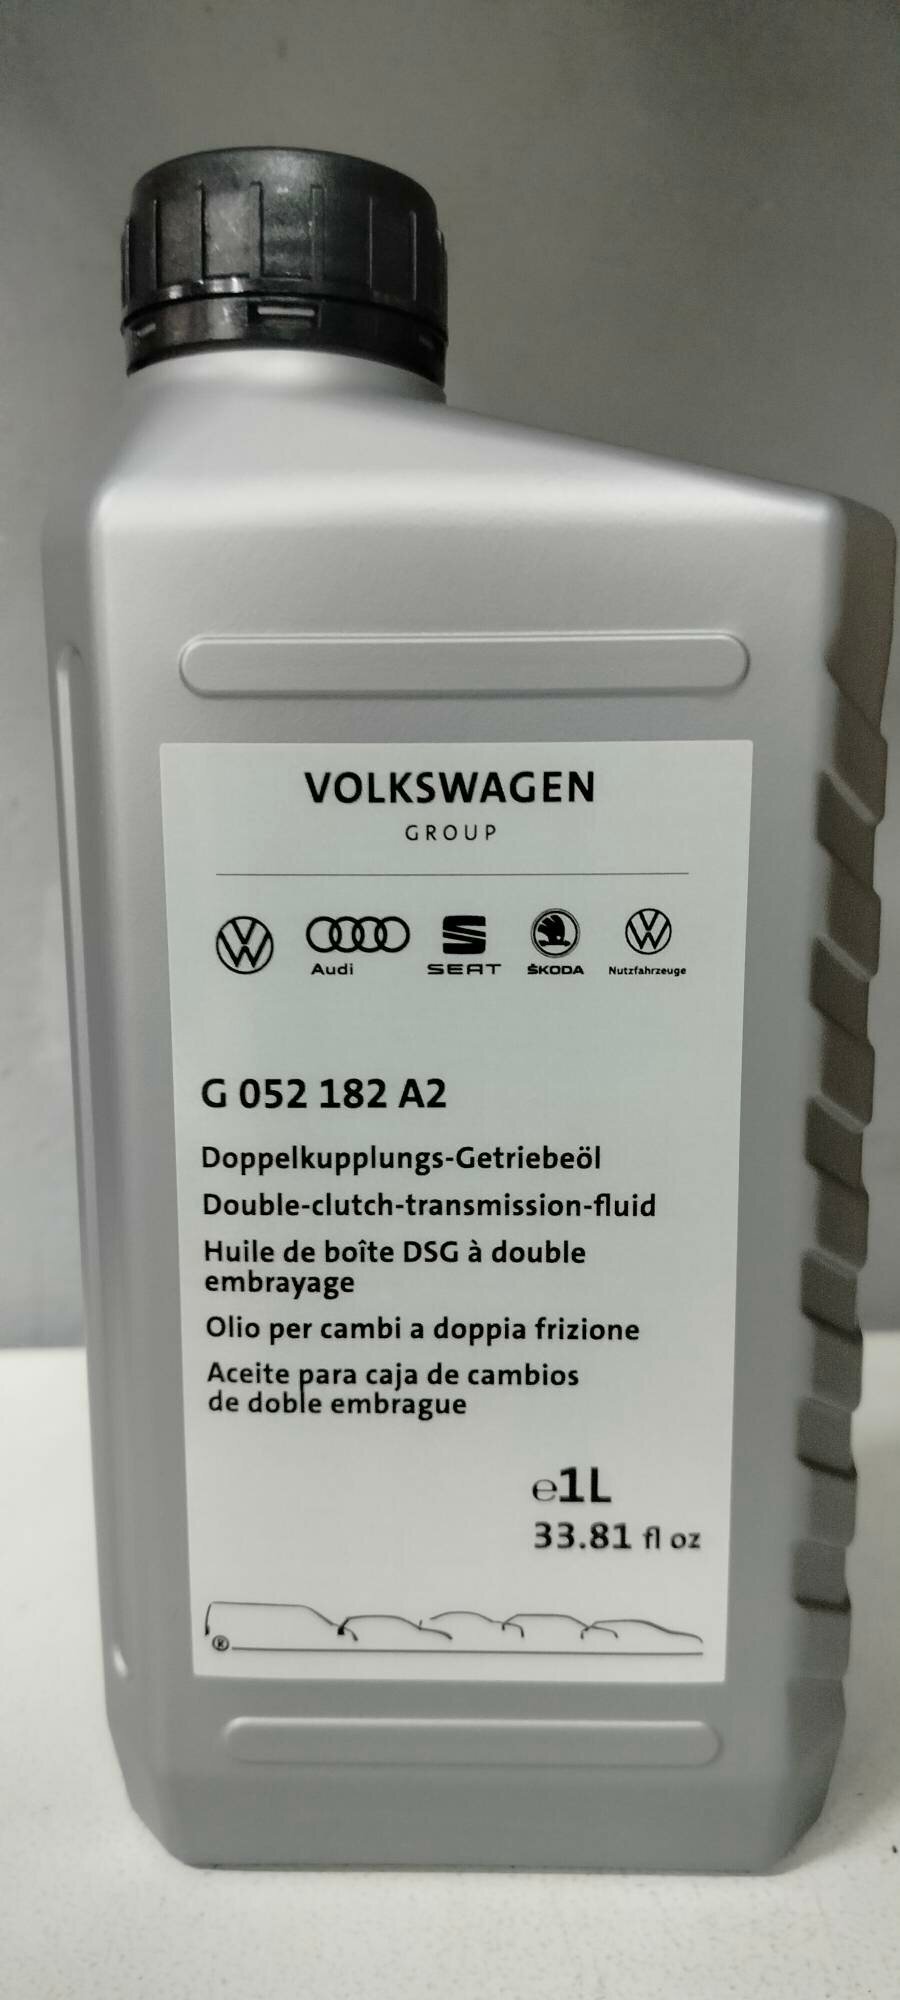 VOLKSWAGEN
GROUP
Audi
SEAT
ŠKODA
Nutzfahrzeuge
G 052 182 A2
Doppelkupplungs-Getriebeöl
Double-clutch-transmission-fluid
Huile de boîte DSG à double
embrayage
Olio per cambi a doppia frizione
Aceite para caja de cambios
de doble embrague
℮1L
33.81 fl oz
®